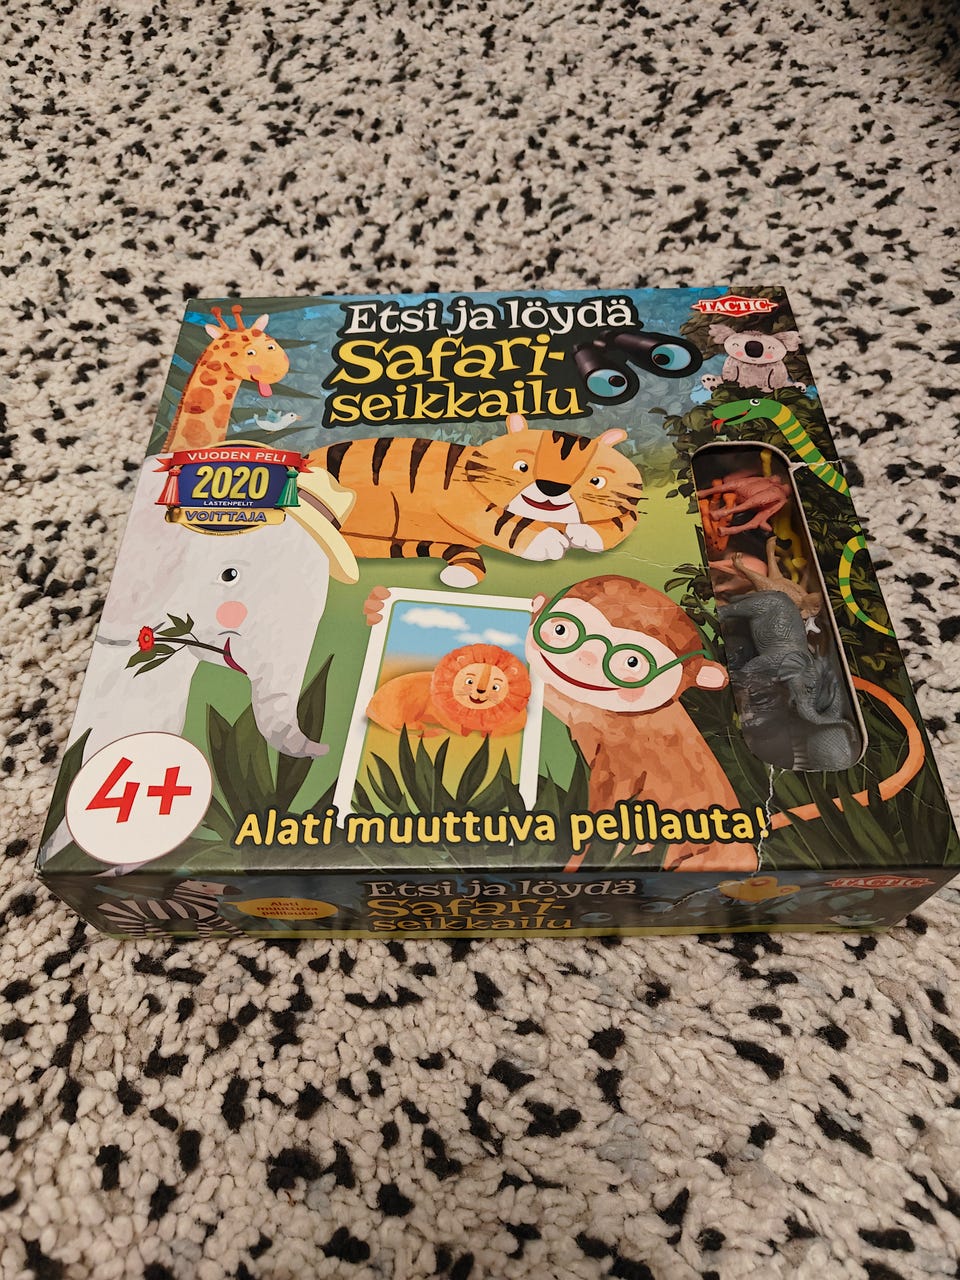 Etsi ja löydä
Safari-
seikkailu
TACTIC
VUODEN PELI
2020
LASTENPELIT
VOITTAJA
4+
Alati muuttuva pelilauta!
Alati
muuttuva
pelilauta!
Etsi ja löydä
Safari-
seikkailu
TACTIC